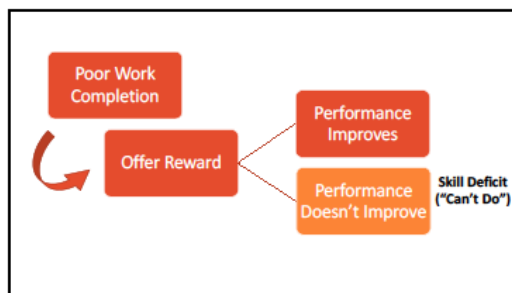 Poor Work
Completion
Offer Reward
Performance
Improves
Performance
Doesn't Improve
Skill Deficit
("Can't Do")